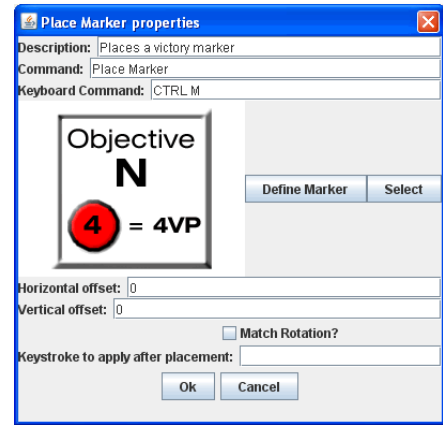 Place Marker properties
Description: Places a victory marker
Command: Place Marker
Keyboard Command: CTRL M
Objective
N
4 = 4VP
Define Marker Select
Horizontal offset: 0
Vertical offset: 0
Match Rotation?
Keystroke to apply after placement:
Ok Cancel